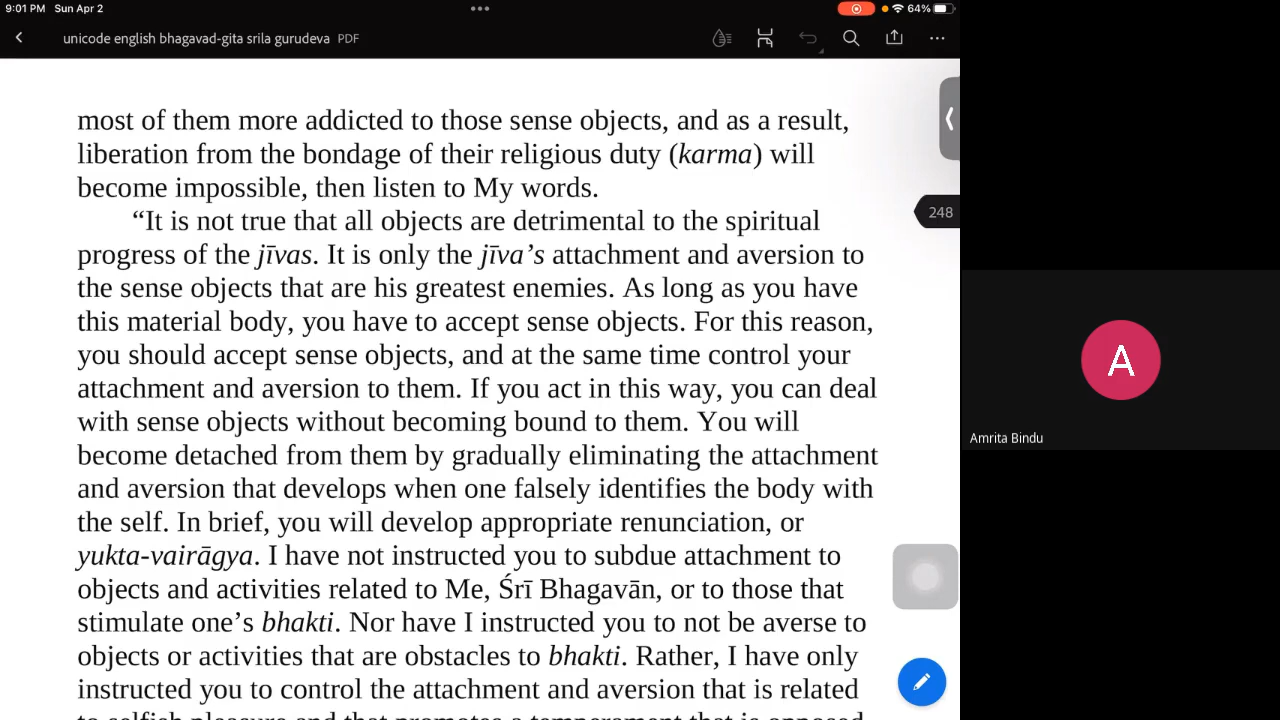 9:01 PM Sun Apr 2
64%
unicode english bhagavad-gita srila gurudeva PDF
most of them more addicted to those sense objects, and as a result,
liberation from the bondage of their religious duty (karma) will
become impossible, then listen to My words.
“It is not true that all objects are detrimental to the spiritual
progress of the jīvas. It is only the jīva’s attachment and aversion to
the sense objects that are his greatest enemies. As long as you have
this material body, you have to accept sense objects. For this reason,
you should accept sense objects, and at the same time control your
attachment and aversion to them. If you act in this way, you can deal
with sense objects without becoming bound to them. You will
become detached from them by gradually eliminating the attachment
and aversion that develops when one falsely identifies the body with
the self. In brief, you will develop appropriate renunciation, or
yukta-vairāgya. I have not instructed you to subdue attachment to
objects and activities related to Me, Śrī Bhagavān, or to those that
stimulate one’s bhakti. Nor have I instructed you to not be averse to
objects or activities that are obstacles to bhakti. Rather, I have only
instructed you to control the attachment and aversion that is related
to selfish pleasure and that promotes a temperament that is opposed
248
A
Amrita Bindu